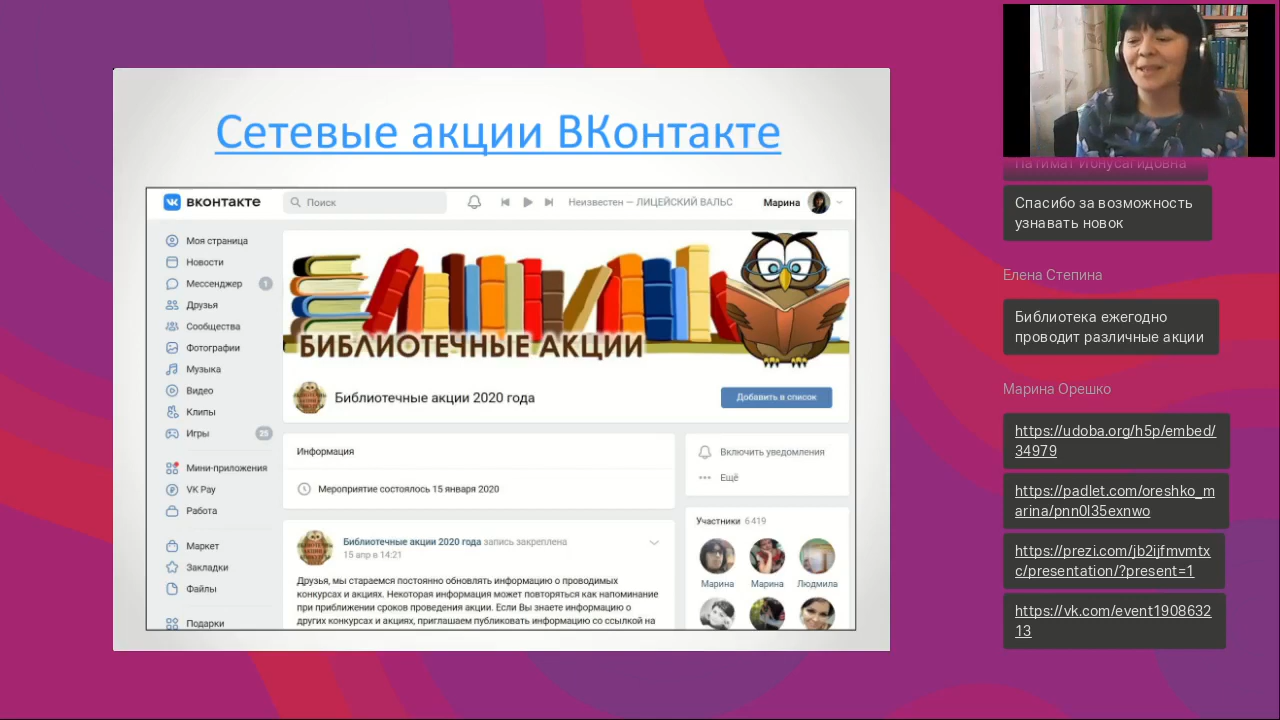 Сетевые акции ВКонтакте
вконтакте
Поиск
Неизвестен — ЛИЦЕЙСКИЙ ВАЛЬС
Марина
Моя страница
Новости
Мессенджер 1
Друзья
Сообщества
Фотографии
Музыка
Видео
Клипы
Игры 25
Мини-приложения
VK Pay
Работа
Маркет
Закладки
Файлы
Подарки
БИБЛИОТЕЧНЫЕ АКЦИИ
Библиотечные акции 2020 года
Добавить в список
Информация
Мероприятие состоялось 15 января 2020
Включить уведомления
Ещё
Библиотечные акции 2020 года запись закреплена
15 апр в 14:21
Друзья, мы стараемся постоянно обновлять информацию о проводимых
конкурсах и акциях. Некоторая информация может повторяться как напоминание
при приближении сроков проведения акции. Если Вы знаете информацию о
других конкурсах и акциях, приглашаем публиковать информацию со ссылкой на
Участники 6 419
Марина
Марина
Людмила
Спасибо за возможность
узнавать новок
Елена Степина
Библиотека ежегодно
проводит различные акции
Марина Орешко
https://udoba.org/h5p/embed/
34979
https://padlet.com/oreshko_m
arina/pnn0l35exnwo
https://prezi.com/jb2ijfmvmtx
c/presentation/?present=1
https://vk.com/event1908632
13